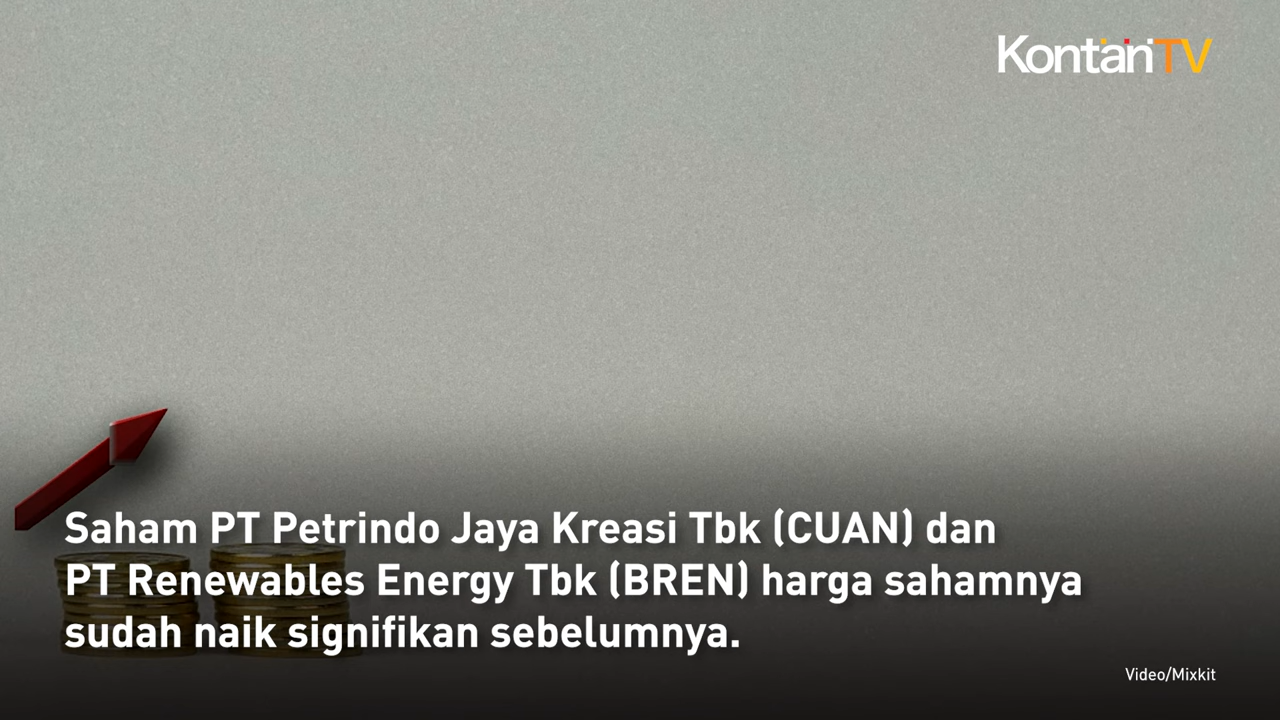 KontanTV
Saham PT Petrindo Jaya Kreasi Tbk (CUAN) dan
PT Renewables Energy Tbk (BREN) harga sahamnya
sudah naik signifikan sebelumnya.
Video/Mixkit